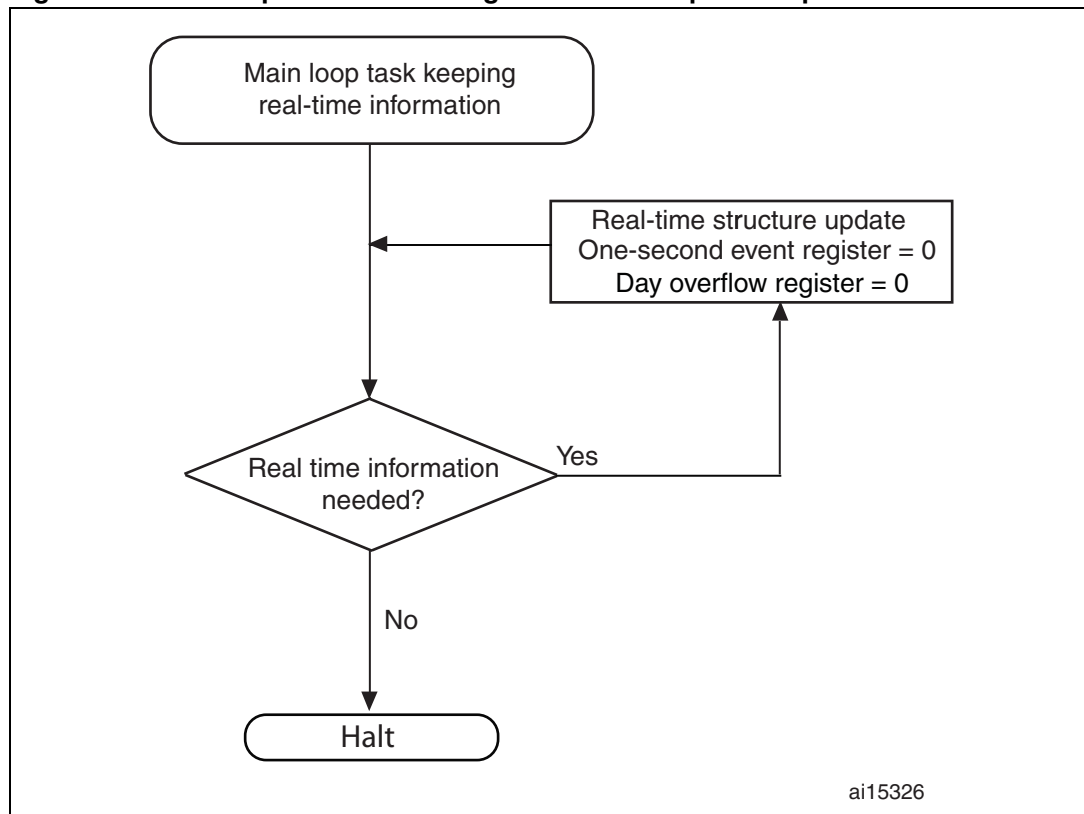 Main loop task keeping
real-time information
Real-time structure update
One-second event register = 0
Day overflow register = 0
Real time information
needed?
Yes
No
Halt
ai15326